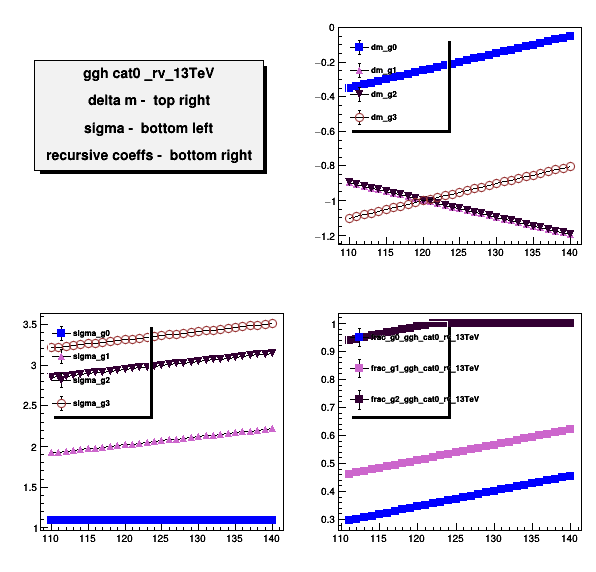 ggh cat0 _rv_13TeV
delta m - top right
sigma - bottom left
recursive coeffs - bottom right
0
−0.2
−0.4
−0.6
−0.8
−1
−1.2
dm_g0
dm_g1
dm_g2
dm_g3
110 115 120 125 130 135 140
3.5
3
2.5
2
1.5
1
sigma_g0
sigma_g1
sigma_g2
sigma_g3
110 115 120 125 130 135 140
1
0.9
0.8
0.7
0.6
0.5
0.4
0.3
frac_g0_ggh_cat0_rv_13TeV
frac_g1_ggh_cat0_rv_13TeV
frac_g2_ggh_cat0_rv_13TeV
110 115 120 125 130 135 140